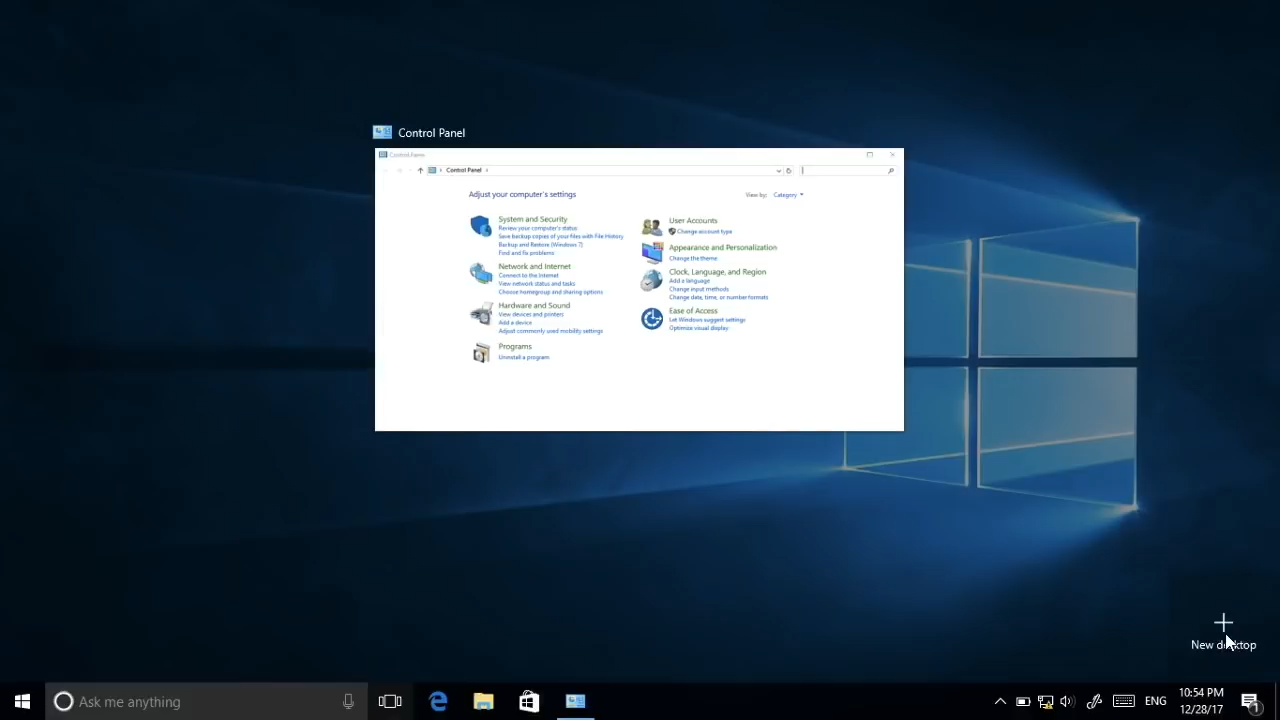 Control Panel
Control Panel
Control Panel
Adjust your computer's settings
View by: Category
System and Security
Review your computer's status
Save backup copies of your files with File History
Backup and Restore (Windows 7)
Find and fix problems
Network and Internet
Connect to the Internet
View network status and tasks
Choose homegroup and sharing options
Hardware and Sound
View devices and printers
Add a device
Adjust commonly used mobility settings
Programs
Uninstall a program
User Accounts
Change account type
Appearance and Personalization
Change the theme
Clock, Language, and Region
Add a language
Change input methods
Change date, time, or number formats
Ease of Access
Let Windows suggest settings
Optimize visual display
New desktop
Ask me anything
ENG
10:54 PM
12/28/17
1